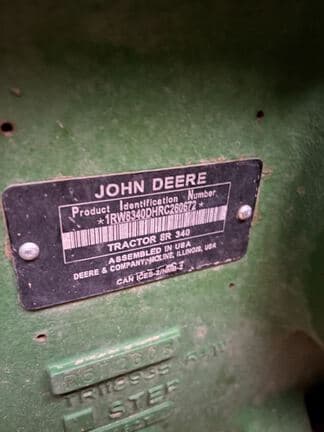 JOHN DEERE
Product Identification Number
*1RW8340DHRC260672*
TRACTOR 8R 340
ASSEMBLED IN USA
DEERE & COMPANY, MOLINE, ILLINOIS, USA
STEP